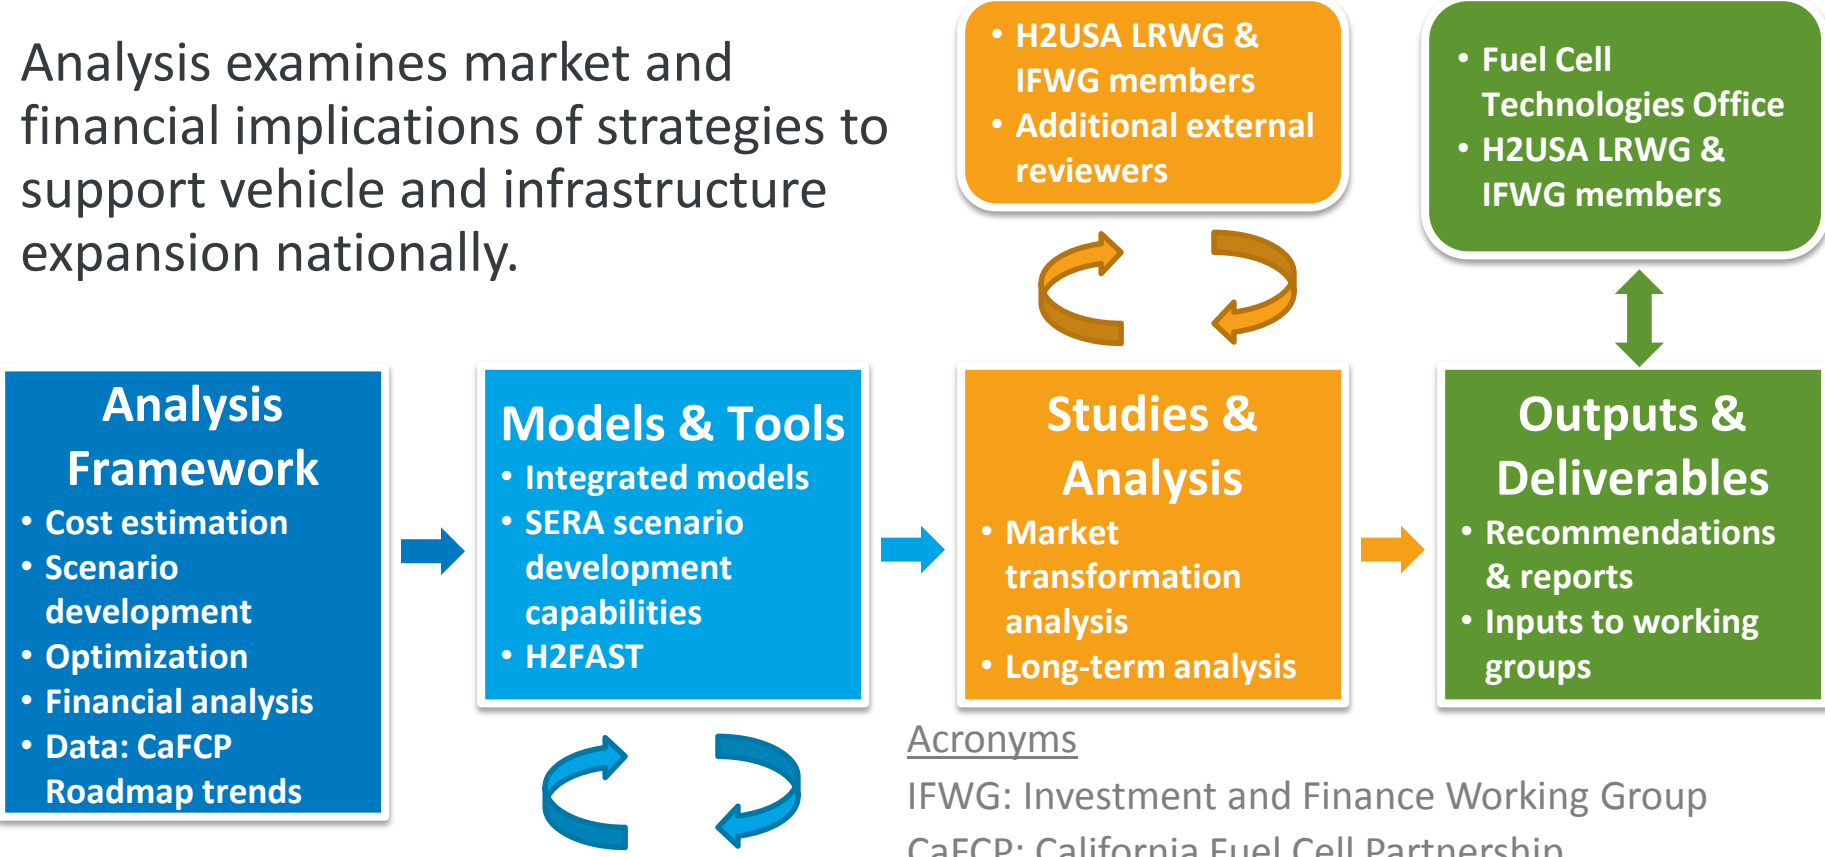 Analysis examines market and
financial implications of strategies to
support vehicle and infrastructure
expansion nationally.
• H2USA LRWG &
IFWG members
• Additional external
reviewers
• Fuel Cell
Technologies Office
• H2USA LRWG &
IFWG members
Analysis
Framework
• Cost estimation
• Scenario
development
• Optimization
• Financial analysis
• Data: CaFCP
Roadmap trends
Models & Tools
• Integrated models
• SERA scenario
development
capabilities
• H2FAST
Studies &
Analysis
• Market
transformation
analysis
• Long-term analysis
Outputs &
Deliverables
• Recommendations
& reports
• Inputs to working
groups
Acronyms
IFWG: Investment and Finance Working Group
CaFCP: California Fuel Cell Partnership